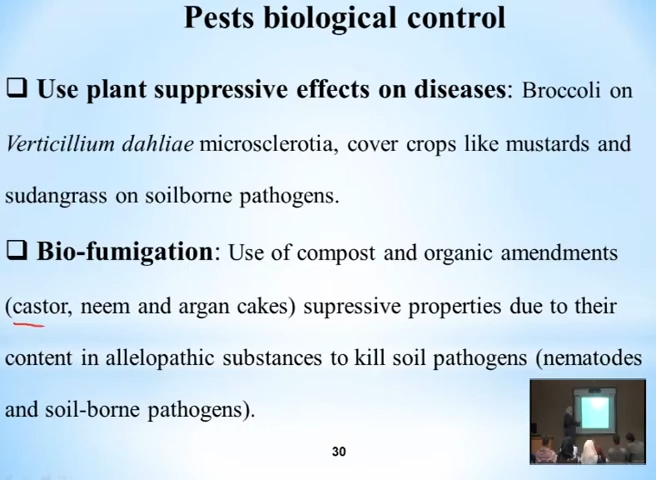 Pests biological control
❑ Use plant suppressive effects on diseases: Broccoli on
Verticillium dahliae microsclerotia, cover crops like mustards and
sudangrass on soilborne pathogens.
❑ Bio-fumigation: Use of compost and organic amendments
(castor, neem and argan cakes) supressive properties due to their
content in allelopathic substances to kill soil pathogens (nematodes
and soil-borne pathogens).
30